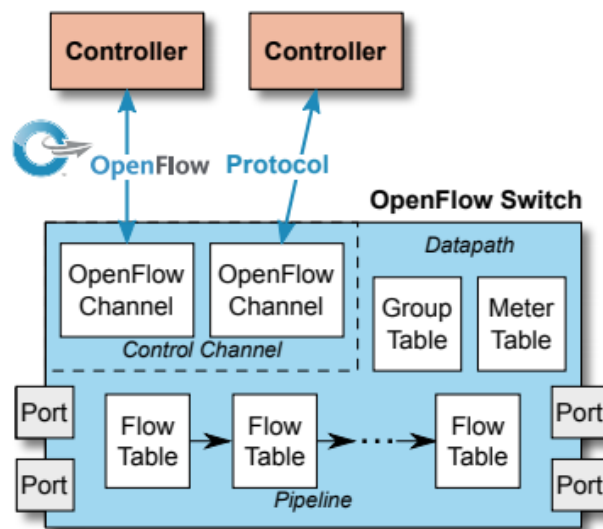 Controller
Controller
OpenFlow
Protocol
OpenFlow Switch
Datapath
OpenFlow
Channel
OpenFlow
Channel
Control Channel
Group
Table
Meter
Table
Port
Port
Flow
Table
Flow
Table
...
Flow
Table
Port
Port
Pipeline